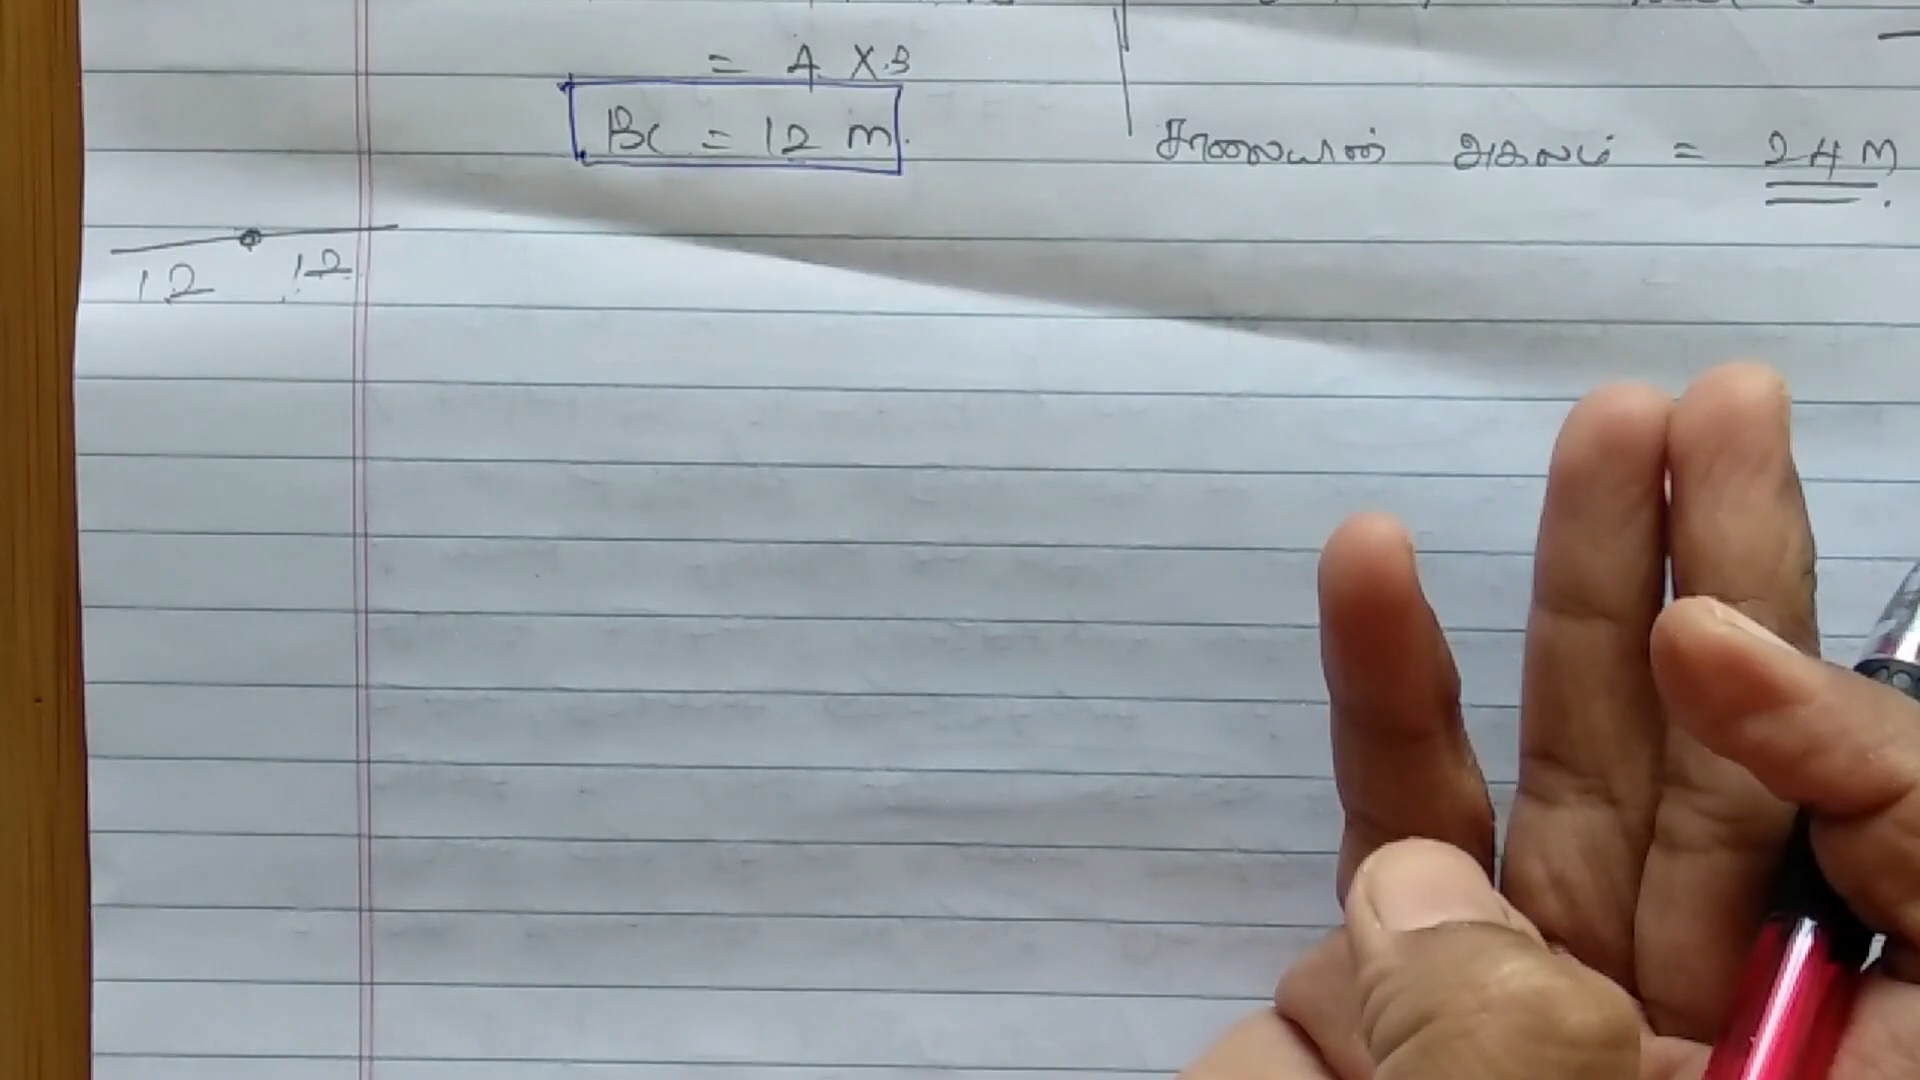 = 4 × 3
BC = 12 m.
சாலையின் அகலம் = 24 m.
12 12